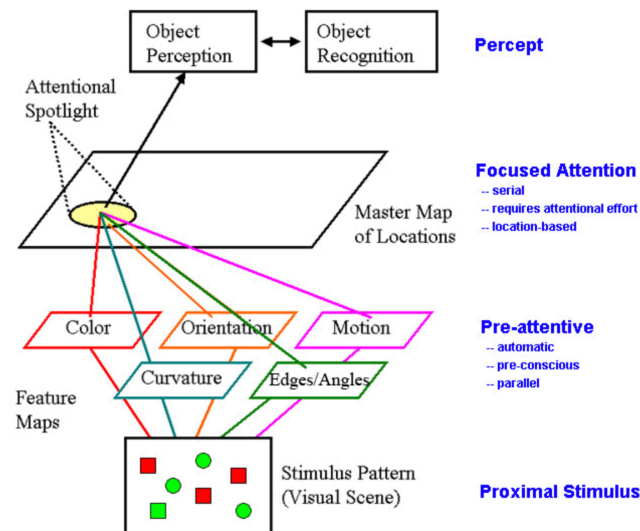 Object
Perception
Object
Recognition
Percept
Attentional
Spotlight
Focused Attention
-- serial
-- requires attentional effort
-- location-based
Master Map
of Locations
Color
Orientation
Motion
Pre-attentive
-- automatic
-- pre-conscious
-- parallel
Curvature
Edges/Angles
Feature
Maps
Stimulus Pattern
(Visual Scene)
Proximal Stimulus